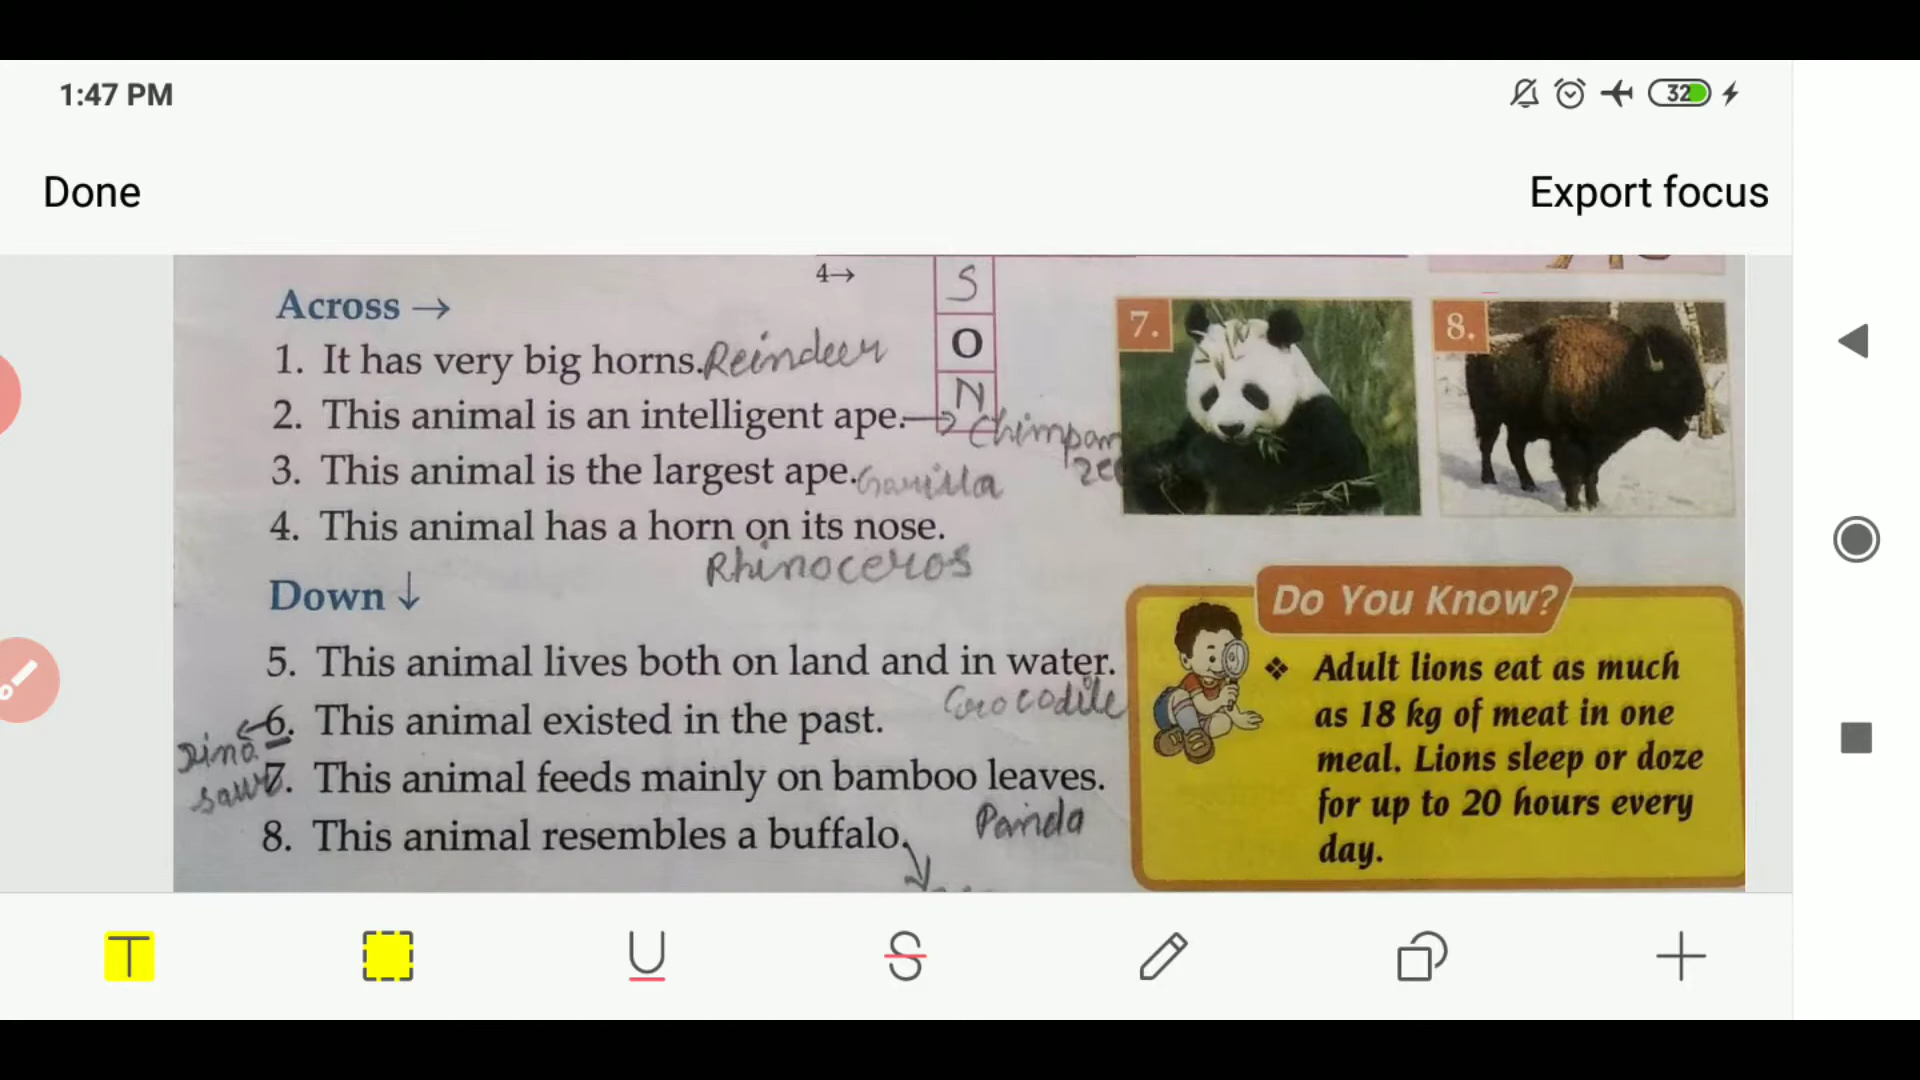 1:47 PM
32
Done
Export focus
4→
S
O
N
Across →
1. It has very big horns. Reindeer
2. This animal is an intelligent ape. → Chimpan
zee
3. This animal is the largest ape. Gorilla
4. This animal has a horn on its nose.
Rhinoceros
Down ↓
5. This animal lives both on land and in water.
Crocodile
6. This animal existed in the past.
Dino
saur
7. This animal feeds mainly on bamboo leaves.
Panda
8. This animal resembles a buffalo.
7.
8.
Do You Know?
❖ Adult lions eat as much
as 18 kg of meat in one
meal. Lions sleep or doze
for up to 20 hours every
day.
T
U
S